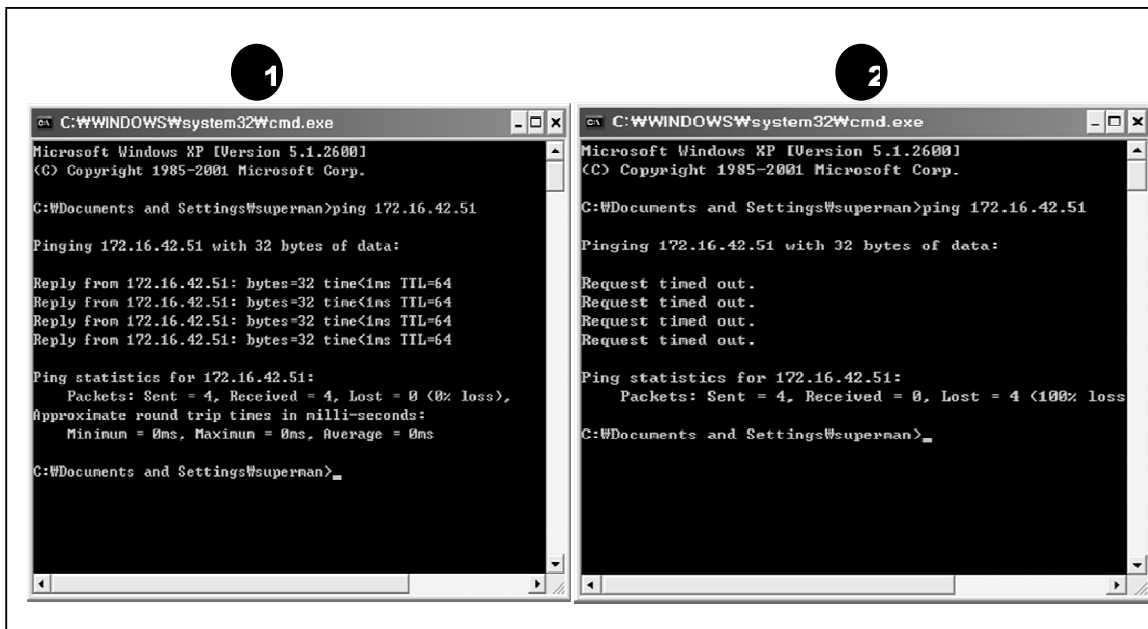 1
C:₩WINDOWS₩system32₩cmd.exe
Microsoft Windows XP [Version 5.1.2600]
(C) Copyright 1985-2001 Microsoft Corp.
C:₩Documents and Settings₩superman>ping 172.16.42.51
Pinging 172.16.42.51 with 32 bytes of data:
Reply from 172.16.42.51: bytes=32 time<1ms TTL=64
Reply from 172.16.42.51: bytes=32 time<1ms TTL=64
Reply from 172.16.42.51: bytes=32 time<1ms TTL=64
Reply from 172.16.42.51: bytes=32 time<1ms TTL=64
Ping statistics for 172.16.42.51:
Packets: Sent = 4, Received = 4, Lost = 0 (0% loss),
Approximate round trip times in milli-seconds:
Minimum = 0ms, Maximum = 0ms, Average = 0ms
C:₩Documents and Settings₩superman>_
2
C:₩WINDOWS₩system32₩cmd.exe
Microsoft Windows XP [Version 5.1.2600]
(C) Copyright 1985-2001 Microsoft Corp.
C:₩Documents and Settings₩superman>ping 172.16.42.51
Pinging 172.16.42.51 with 32 bytes of data:
Request timed out.
Request timed out.
Request timed out.
Request timed out.
Ping statistics for 172.16.42.51:
Packets: Sent = 4, Received = 0, Lost = 4 (100% loss
C:₩Documents and Settings₩superman>_